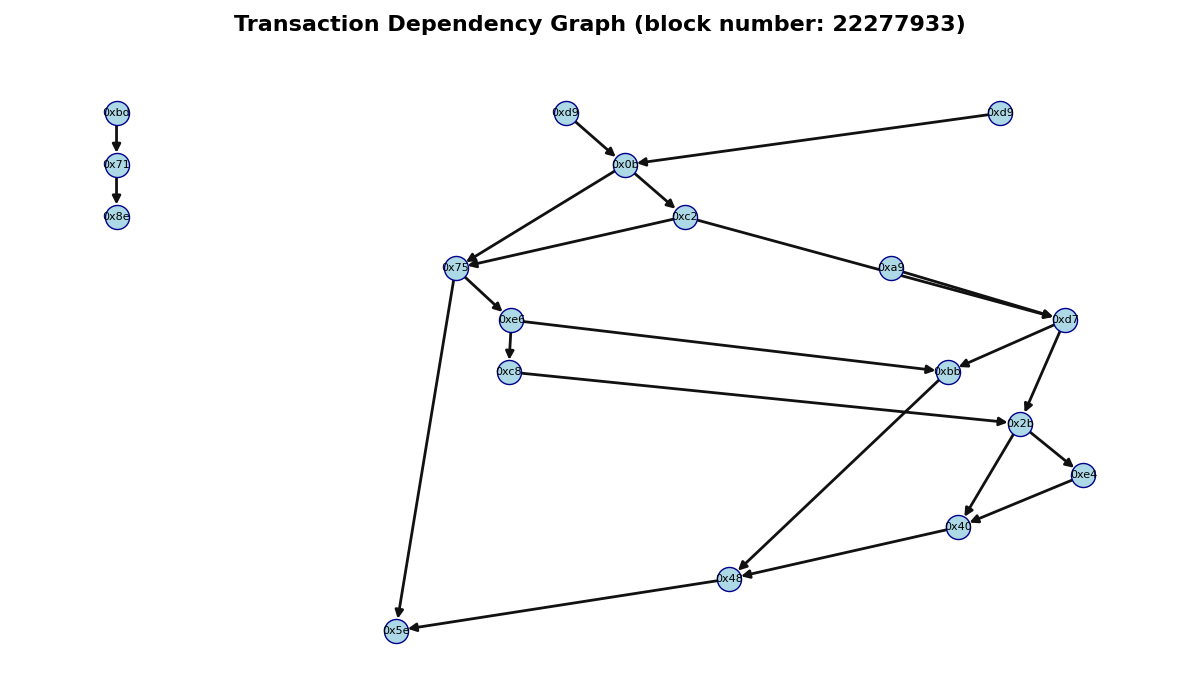 Transaction Dependency Graph (block number: 22277933)
0xbd 0xd9 0xd9
0x71 0x0b
0x8e 0xc2
0x75 0xa9
0xe6 0xd7
0xc8 0xbb
0x2b
0xe4
0x40
0x48
0x5e